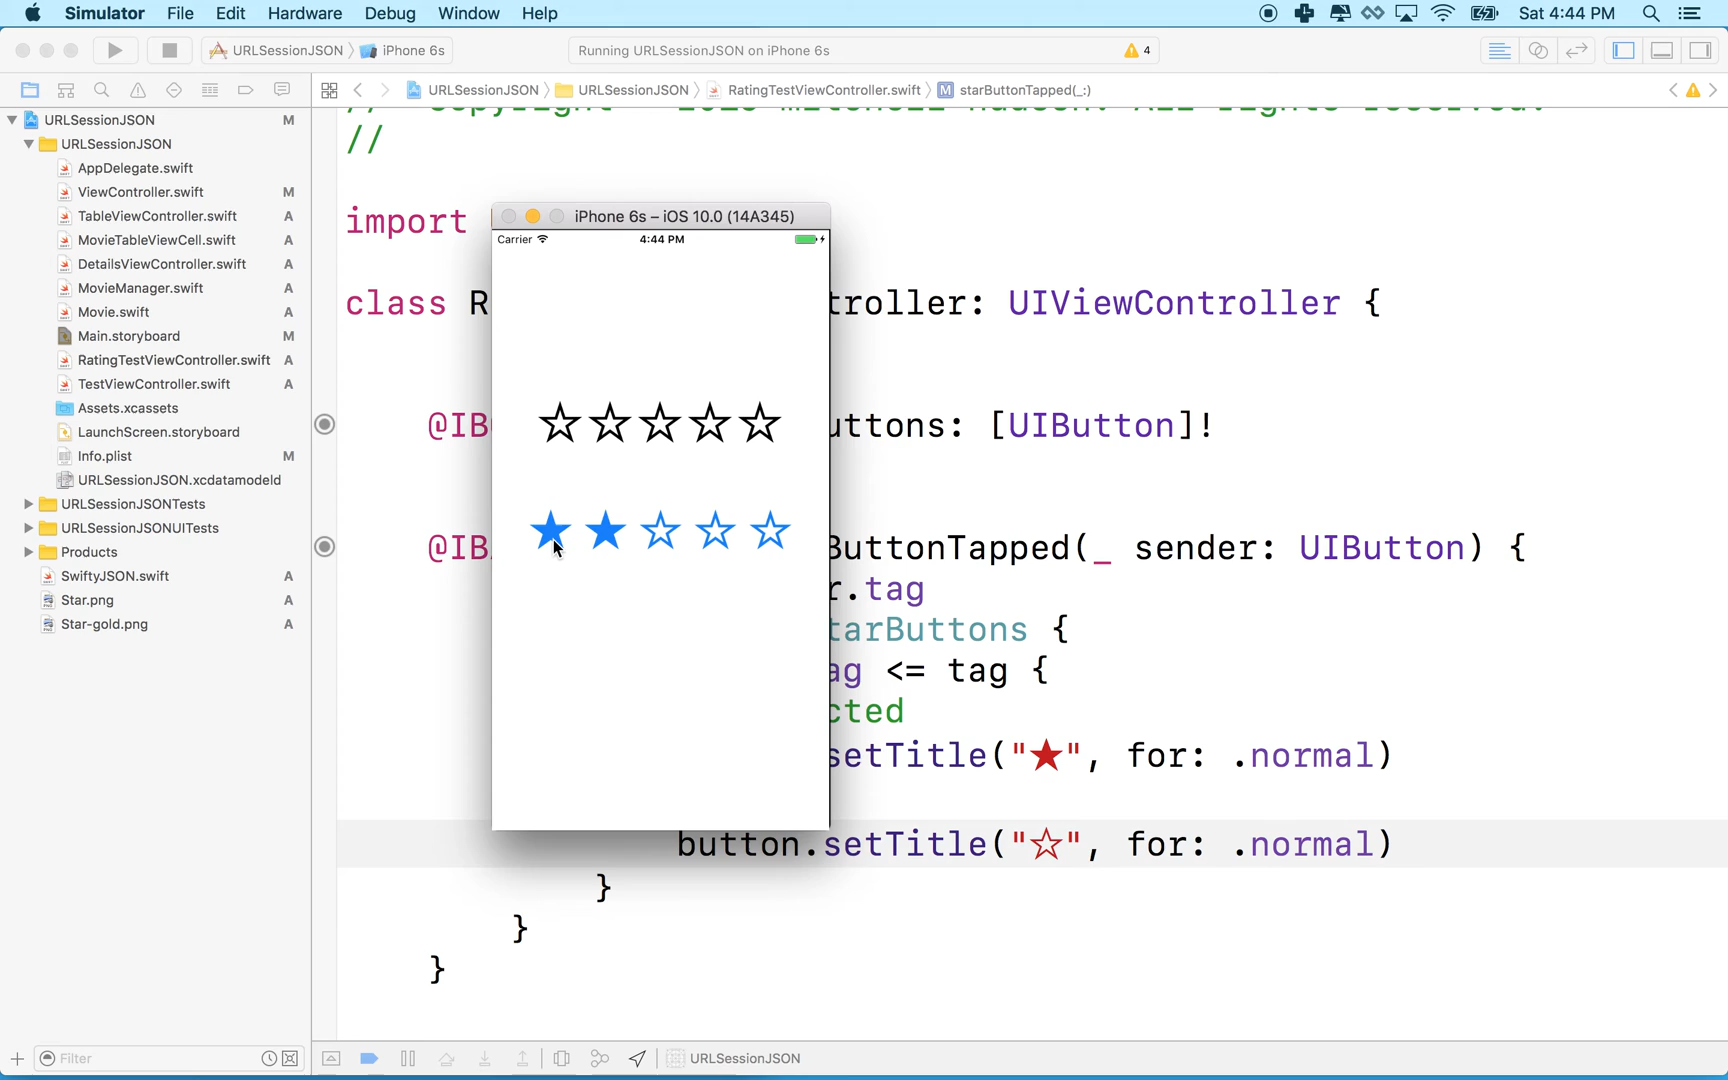 Simulator File Edit Hardware Debug Window Help Sat 4:44 PM
URLSessionJSON iPhone 6s Running URLSessionJSON on iPhone 6s 4
URLSessionJSON URLSessionJSON RatingTestViewController.swift M starButtonTapped(_:)
URLSessionJSON M
URLSessionJSON
AppDelegate.swift
ViewController.swift M
TableViewController.swift A
MovieTableViewCell.swift A
DetailsViewController.swift A
MovieManager.swift A
Movie.swift A
Main.storyboard M
RatingTestViewController.swift A
TestViewController.swift A
Assets.xcassets
LaunchScreen.storyboard
Info.plist M
URLSessionJSON.xcdatamodeld
URLSessionJSONTests
URLSessionJSONUITests
Products
SwiftyJSON.swift A
Star.png A
Star-gold.png A
Filter
//
import
class R
troller: UIViewController {
@IB
uttons: [UIButton]!
@IB
ButtonTapped(_ sender: UIButton) {
r.tag
tarButtons {
ag <= tag {
cted
setTitle("★", for: .normal)
button.setTitle("☆", for: .normal)
}
}
}
iPhone 6s – iOS 10.0 (14A345)
Carrier 4:44 PM
☆☆☆☆☆
★★☆☆☆
URLSessionJSON